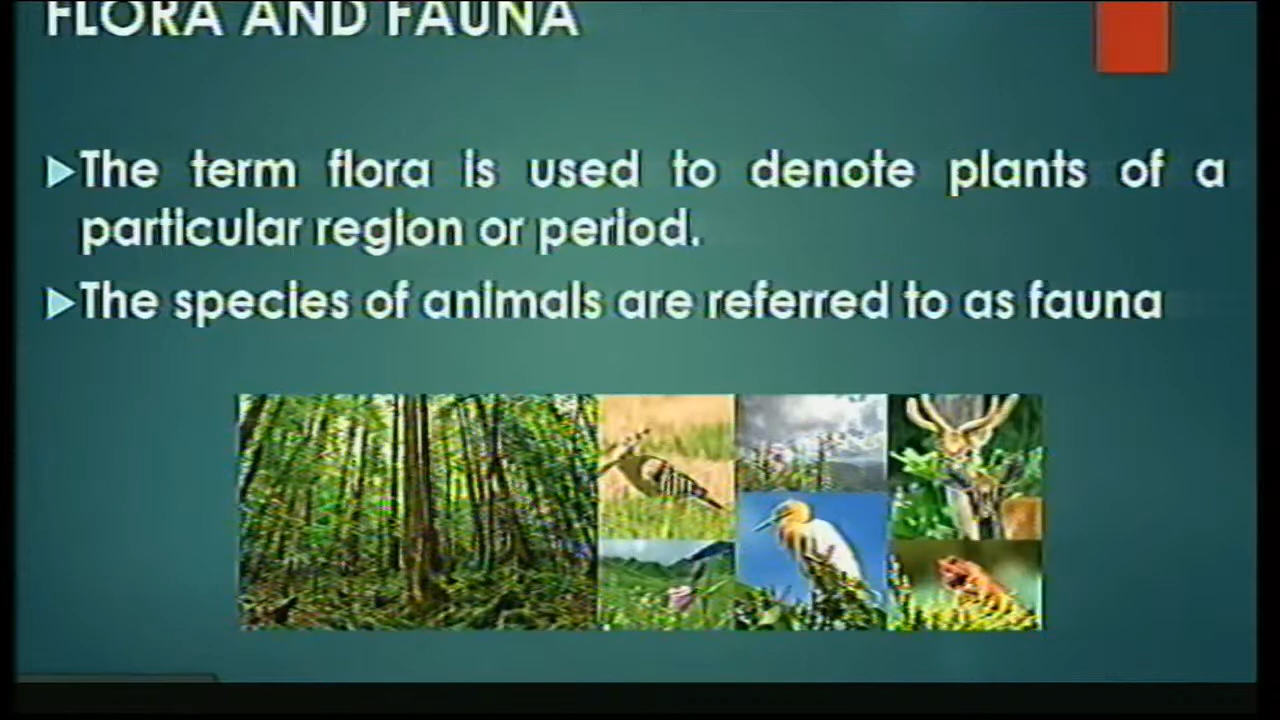 FLORA AND FAUNA
The term flora is used to denote plants of a
particular region or period.
The species of animals are referred to as fauna